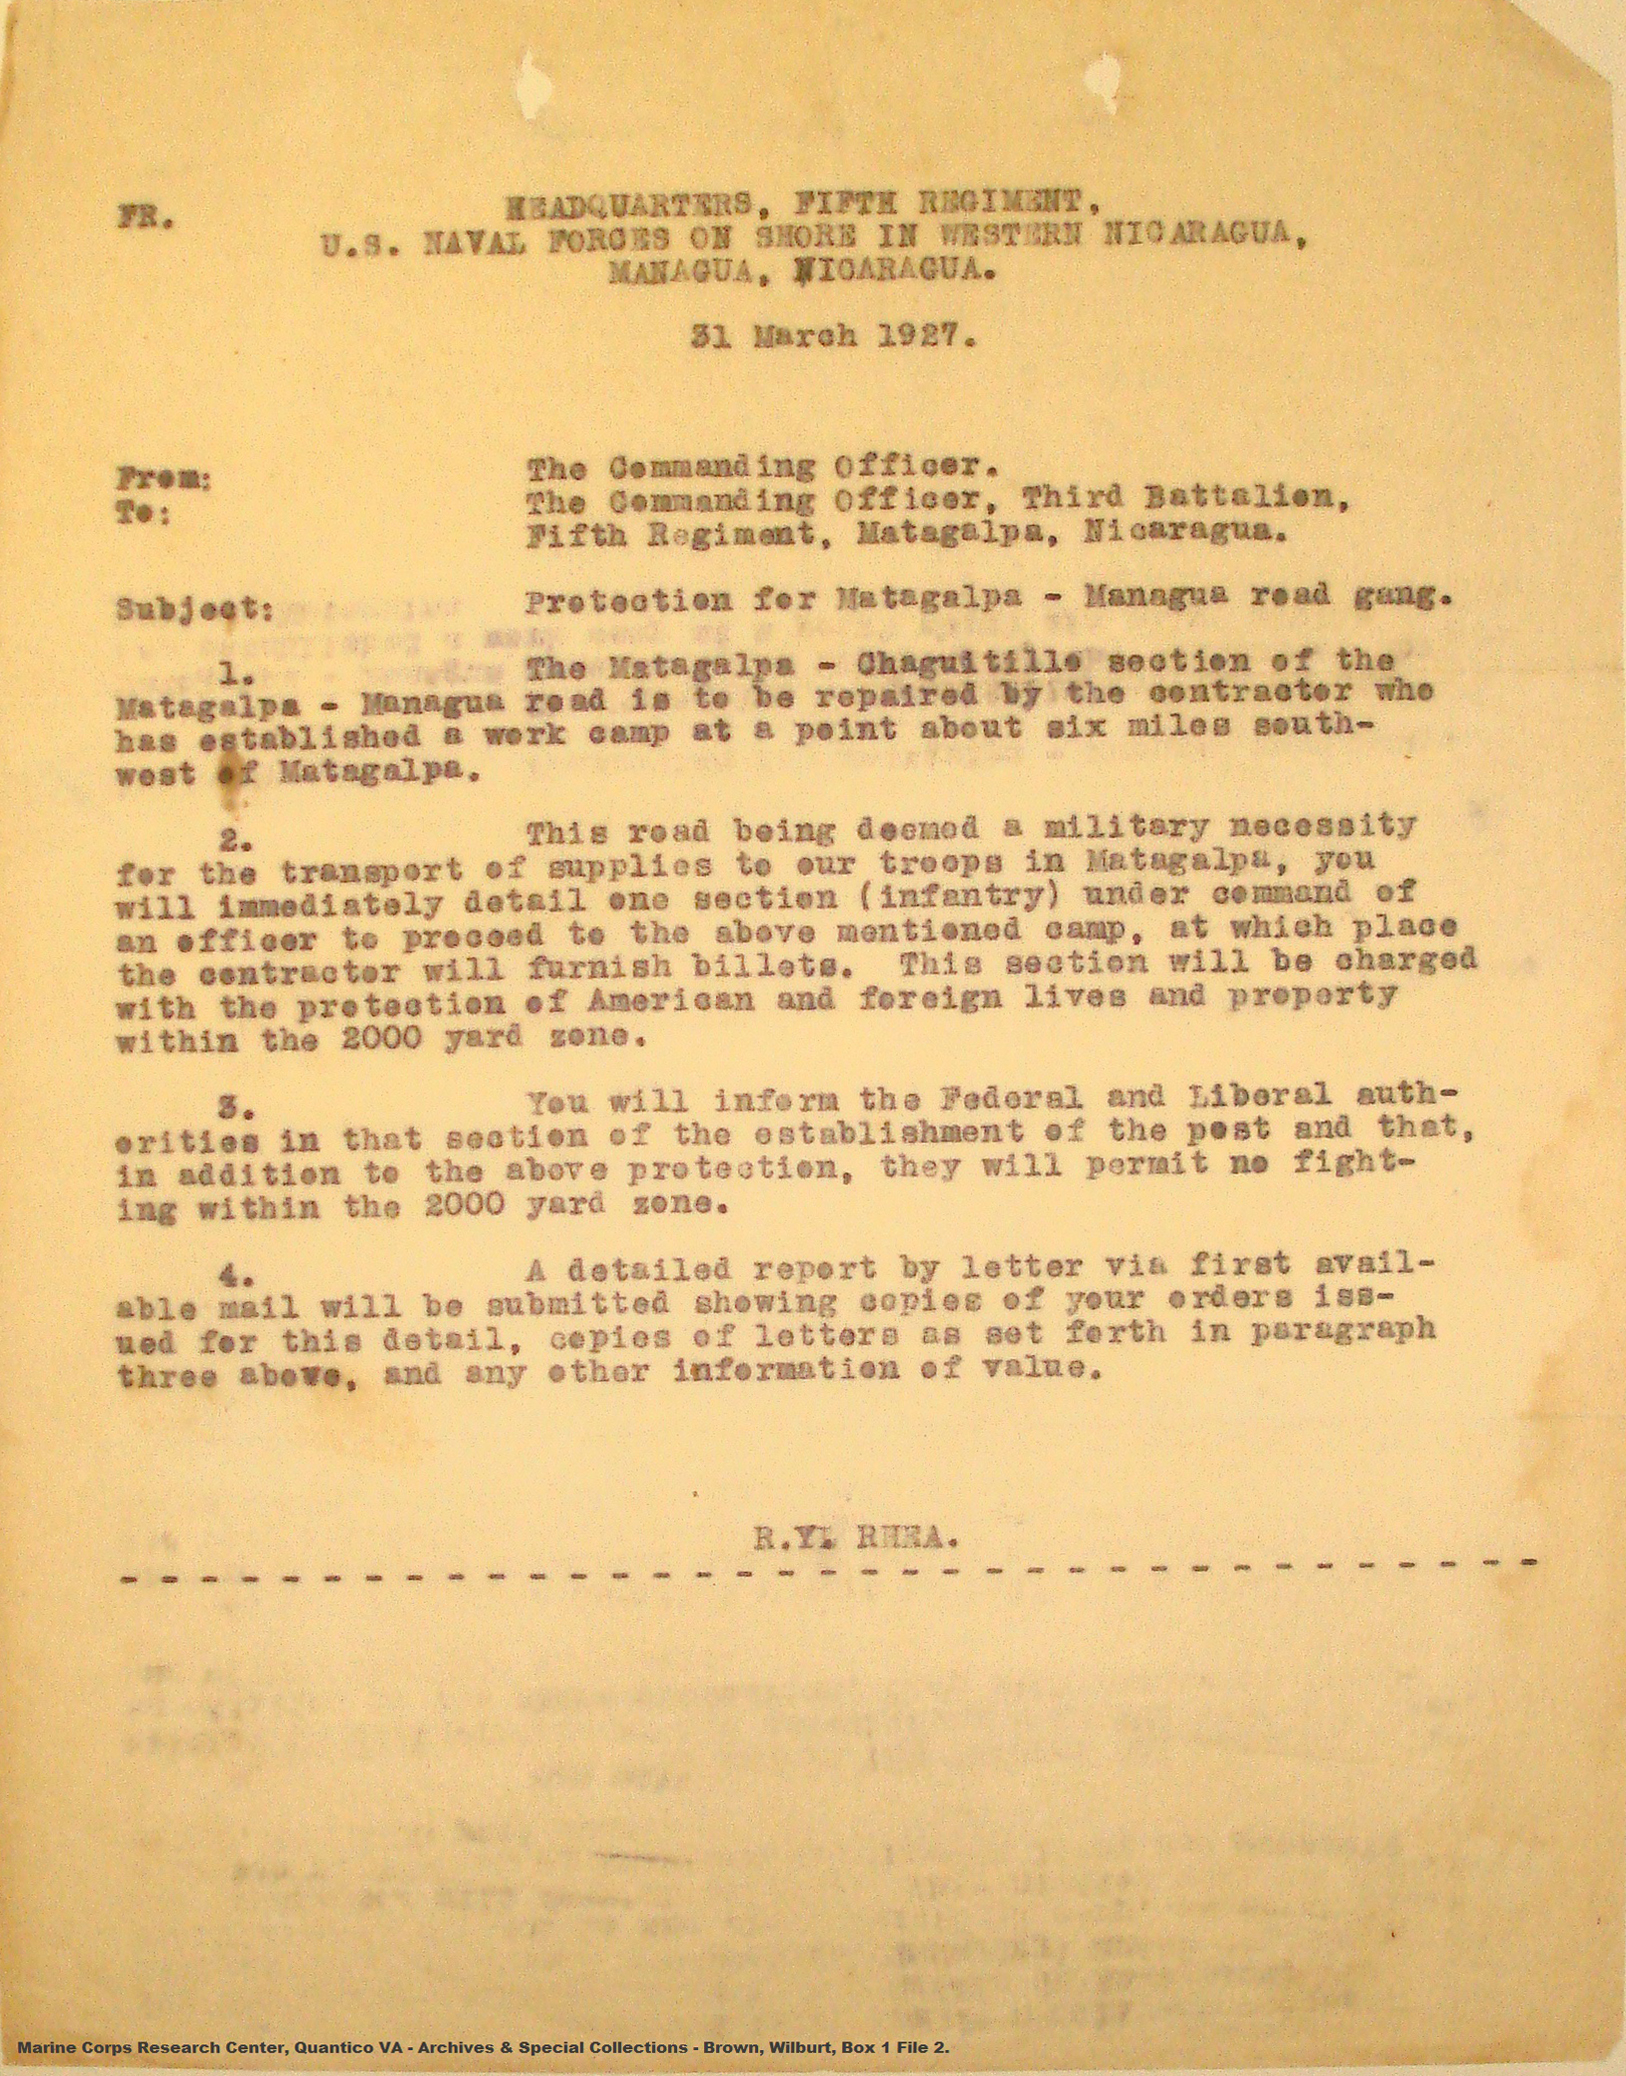 FR.
HEADQUARTERS, FIFTH REGIMENT,
U.S. NAVAL FORCES ON SHORE IN WESTERN NICARAGUA,
MANAGUA, NICARAGUA.
31 March 1927.
From: The Commanding Officer.
To: The Commanding Officer, Third Battalion,
Fifth Regiment, Matagalpa, Nicaragua.
Subject: Protection for Matagalpa - Managua road gang.
1. The Matagalpa - Chaguitillo section of the
Matagalpa - Managua road is to be repaired by the contractor who
has established a work camp at a point about six miles south-
west of Matagalpa.
2. This road being deemed a military necessity
for the transport of supplies to our troops in Matagalpa, you
will immediately detail one section (infantry) under command of
an officer to proceed to the above mentioned camp, at which place
the contractor will furnish billets. This section will be charged
with the protection of American and foreign lives and property
within the 2000 yard zone.
3. You will inform the Federal and Liberal auth-
orities in that section of the establishment of the post and that,
in addition to the above protection, they will permit no fight-
ing within the 2000 yard zone.
4. A detailed report by letter via first avail-
able mail will be submitted showing copies of your orders iss-
ued for this detail, copies of letters as set forth in paragraph
three above, and any other information of value.
R.Y. RHEA.
- - - - - - - - - - - - - - - - - - - - - - - - - - - - - - - - - - -
Marine Corps Research Center, Quantico VA - Archives & Special Collections - Brown, Wilburt, Box 1 File 2.